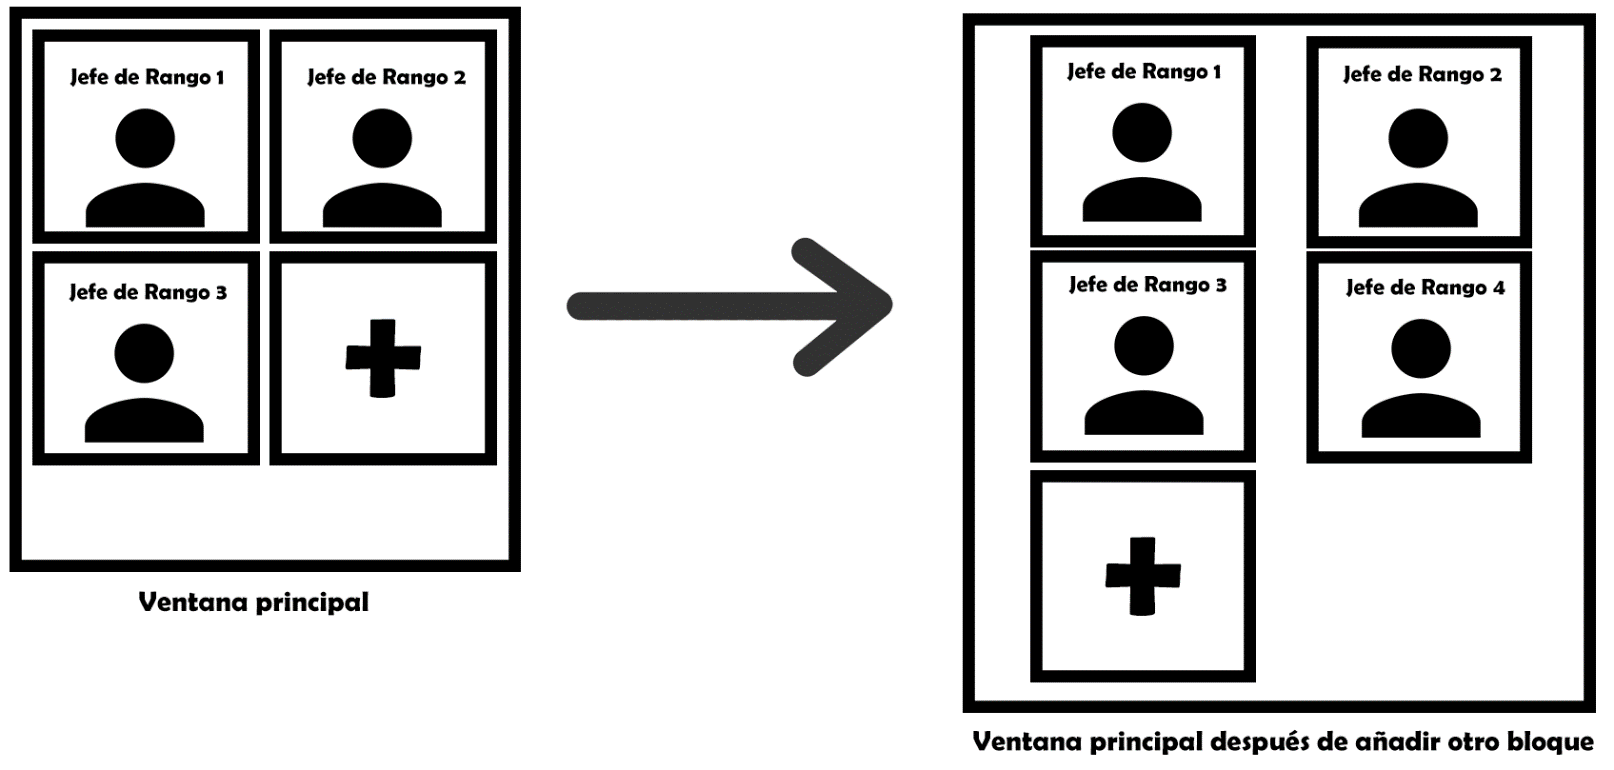 Jefe de Rango 1
Jefe de Rango 2
Jefe de Rango 3
Ventana principal
Jefe de Rango 1
Jefe de Rango 2
Jefe de Rango 3
Jefe de Rango 4
Ventana principal después de añadir otro bloque